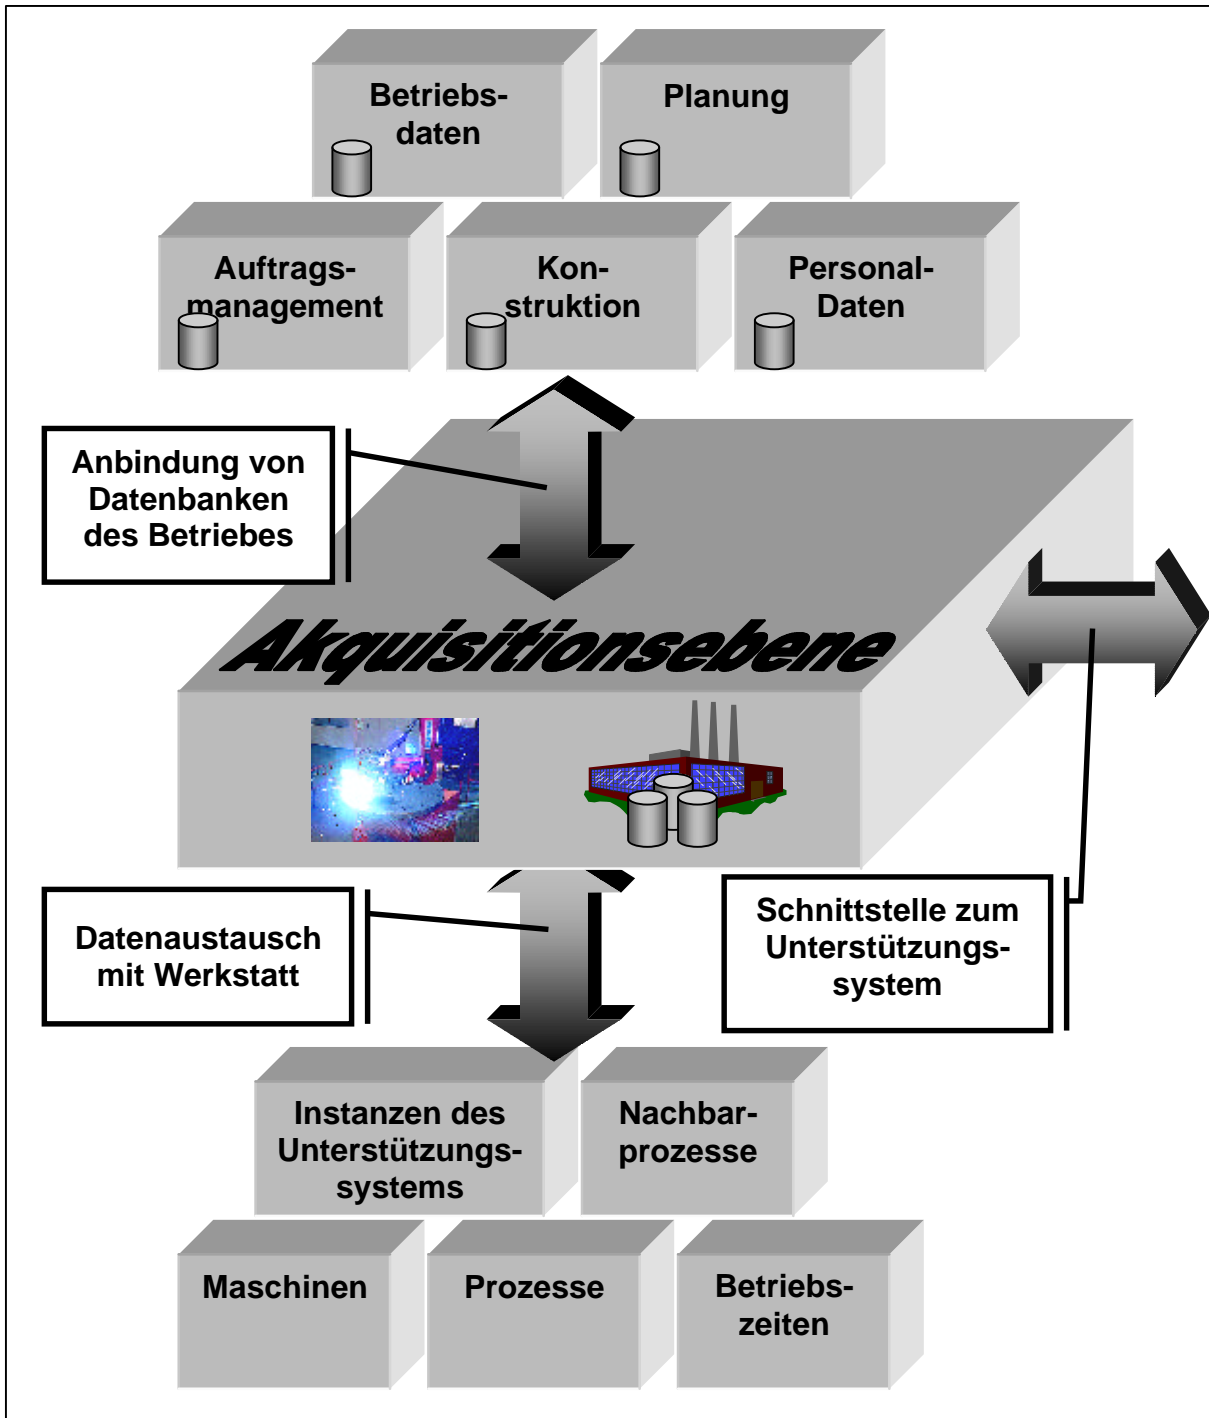 Betriebs-
daten
Planung
Auftrags-
management
Kon-
struktion
Personal-
Daten
Anbindung von
Datenbanken
des Betriebes
Akquisitionsebene
Datenaustausch
mit Werkstatt
Schnittstelle zum
Unterstützungs-
system
Instanzen des
Unterstützungs-
systems
Nachbar-
prozesse
Maschinen
Prozesse
Betriebs-
zeiten